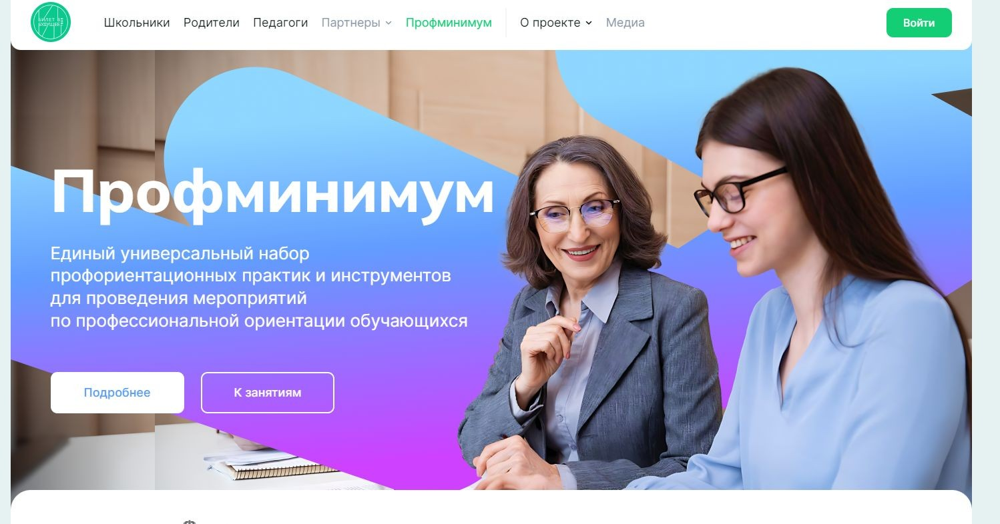 БИЛЕТ В
БУДУЩЕЕ
Школьники Родители Педагоги Партнеры Профминимум О проекте Медиа Войти
Профминимум
Единый универсальный набор
профориентационных практик и инструментов
для проведения мероприятий
по профессиональной ориентации обучающихся
Подробнее К занятиям